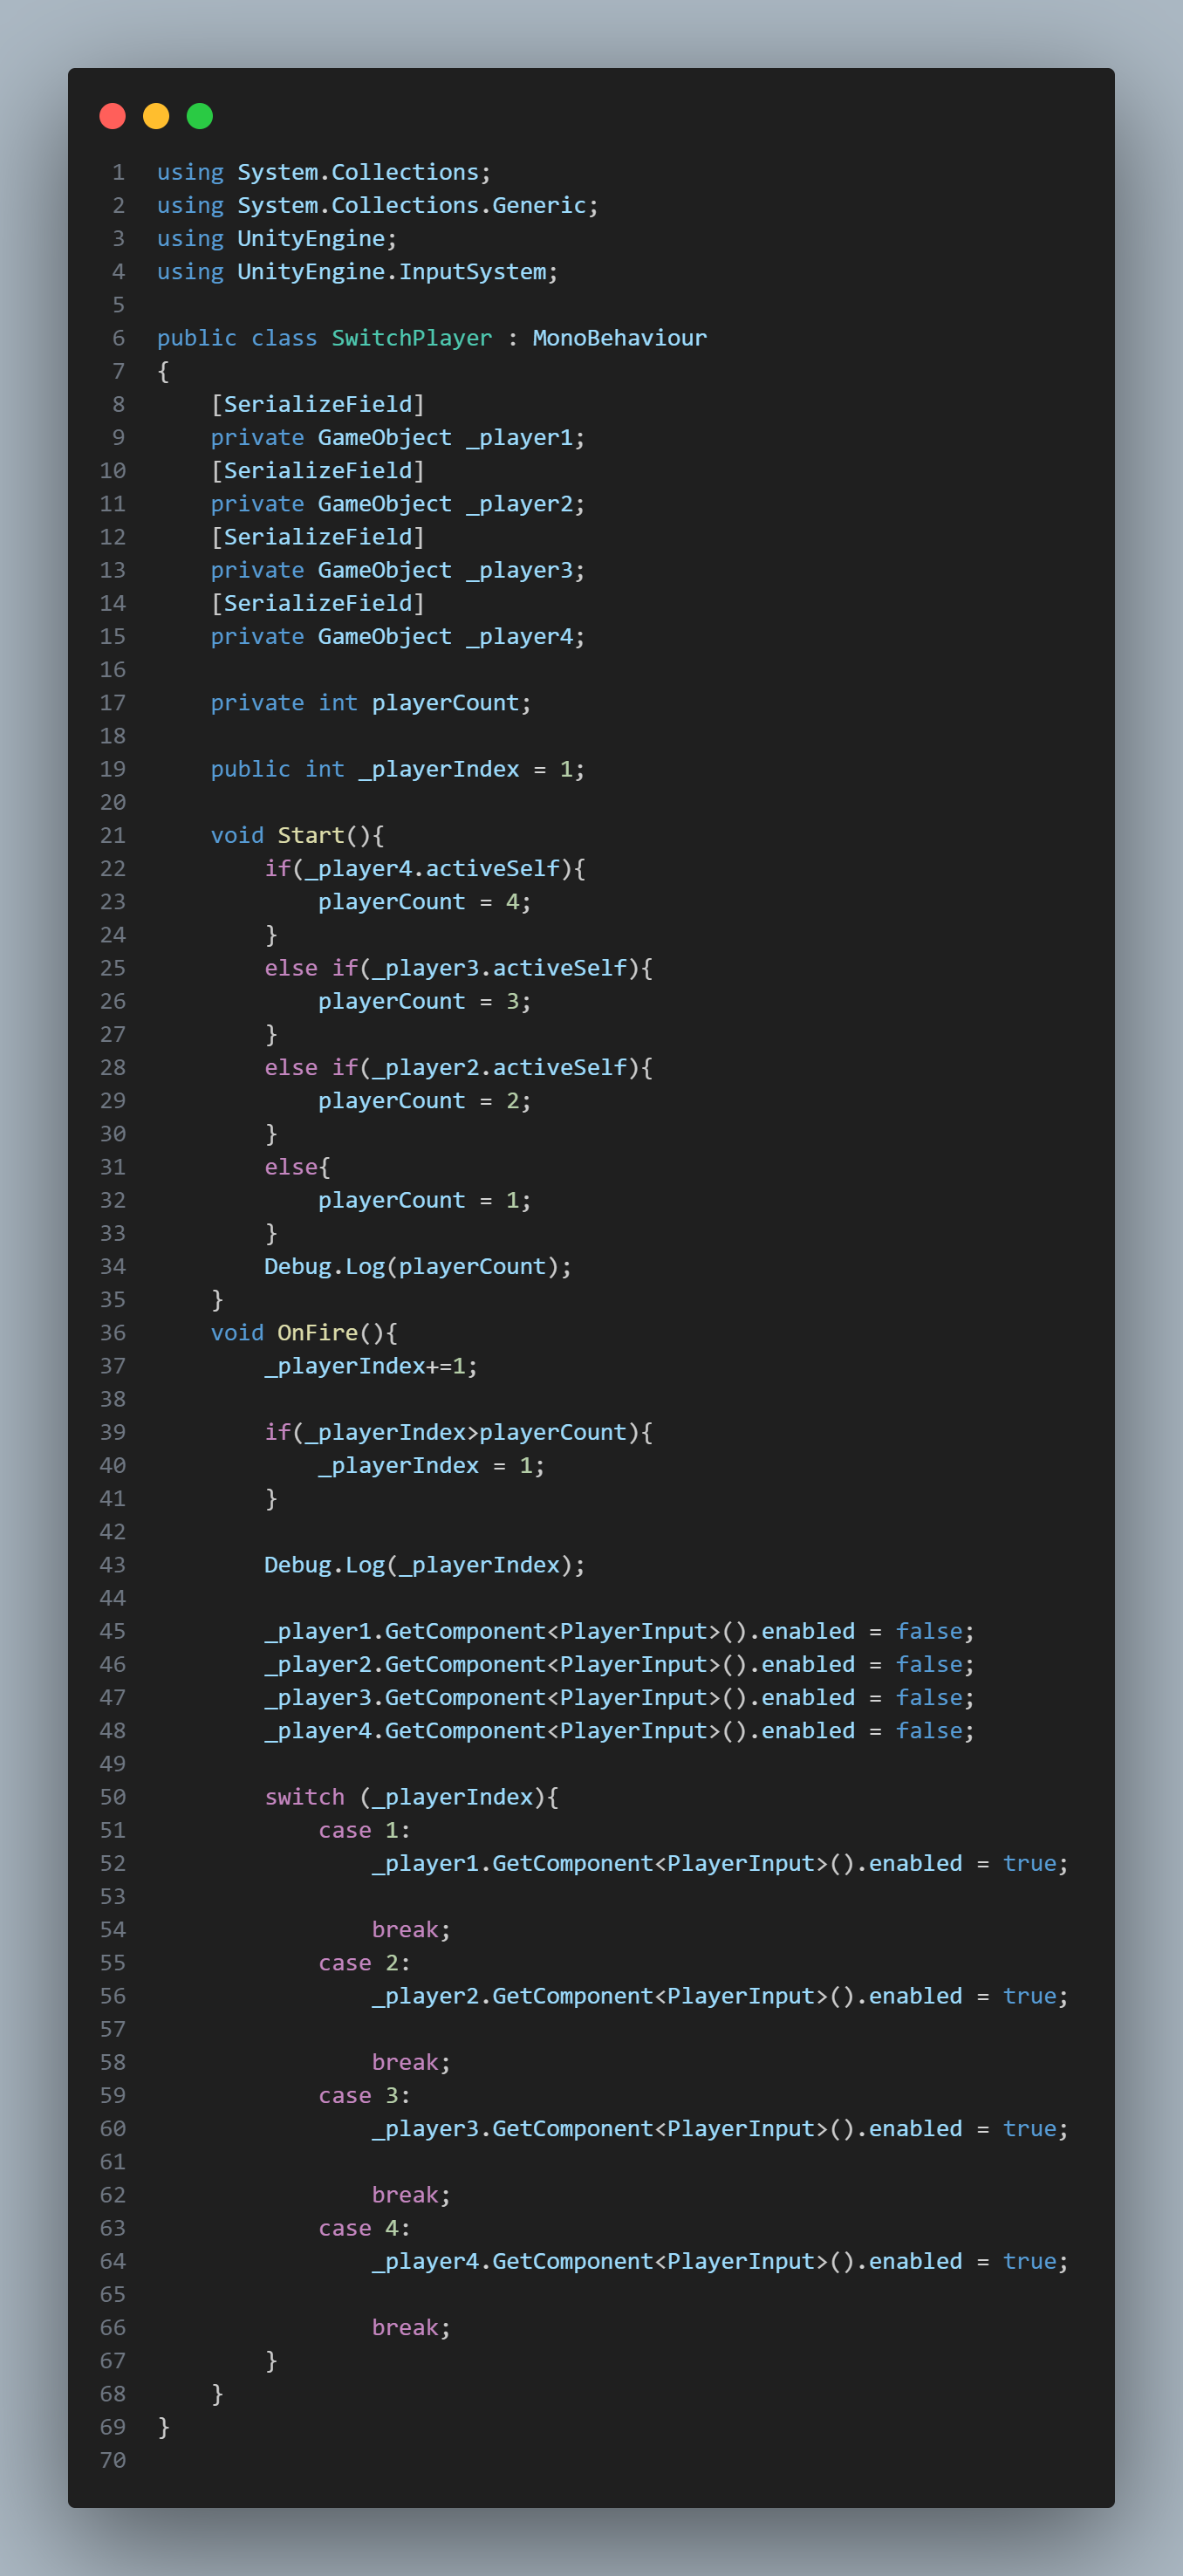 1 using System.Collections;
2 using System.Collections.Generic;
3 using UnityEngine;
4 using UnityEngine.InputSystem;
5
6 public class SwitchPlayer : MonoBehaviour
7 {
8     [SerializeField]
9     private GameObject _player1;
10     [SerializeField]
11     private GameObject _player2;
12     [SerializeField]
13     private GameObject _player3;
14     [SerializeField]
15     private GameObject _player4;
16
17     private int playerCount;
18
19     public int _playerIndex = 1;
20
21     void Start(){
22         if(_player4.activeSelf){
23             playerCount = 4;
24         }
25         else if(_player3.activeSelf){
26             playerCount = 3;
27         }
28         else if(_player2.activeSelf){
29             playerCount = 2;
30         }
31         else{
32             playerCount = 1;
33         }
34         Debug.Log(playerCount);
35     }
36     void OnFire(){
37         _playerIndex+=1;
38
39         if(_playerIndex>playerCount){
40             _playerIndex = 1;
41         }
42
43         Debug.Log(_playerIndex);
44
45         _player1.GetComponent<PlayerInput>().enabled = false;
46         _player2.GetComponent<PlayerInput>().enabled = false;
47         _player3.GetComponent<PlayerInput>().enabled = false;
48         _player4.GetComponent<PlayerInput>().enabled = false;
49
50         switch (_playerIndex){
51             case 1:
52                 _player1.GetComponent<PlayerInput>().enabled = true;
53
54                 break;
55             case 2:
56                 _player2.GetComponent<PlayerInput>().enabled = true;
57
58                 break;
59             case 3:
60                 _player3.GetComponent<PlayerInput>().enabled = true;
61
62                 break;
63             case 4:
64                 _player4.GetComponent<PlayerInput>().enabled = true;
65
66                 break;
67         }
68     }
69 }
70